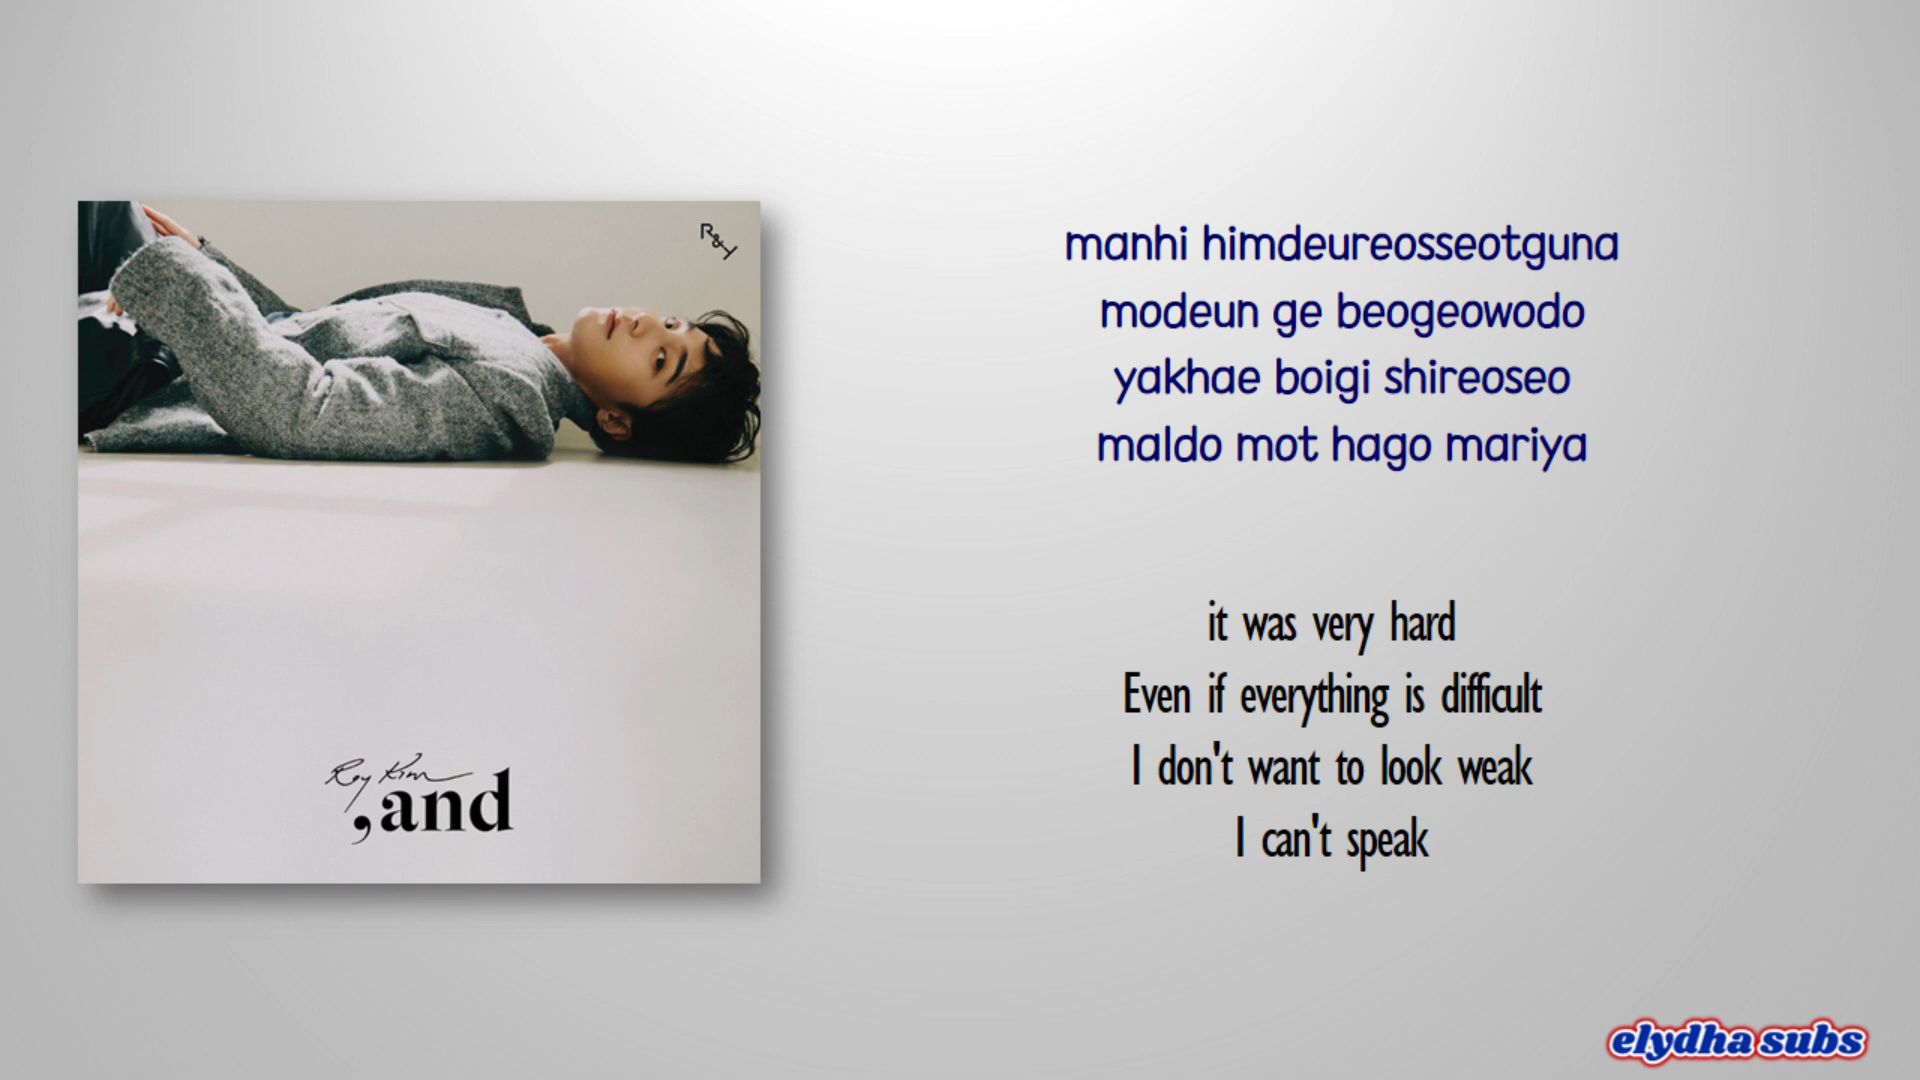 R&Y
Roy Kim
,and
manhi himdeureosseotguna
modeun ge beogeowodo
yakhae boigi shireoseo
maldo mot hago mariya
it was very hard
Even if everything is difficult
I don't want to look weak
I can't speak
elydha subs